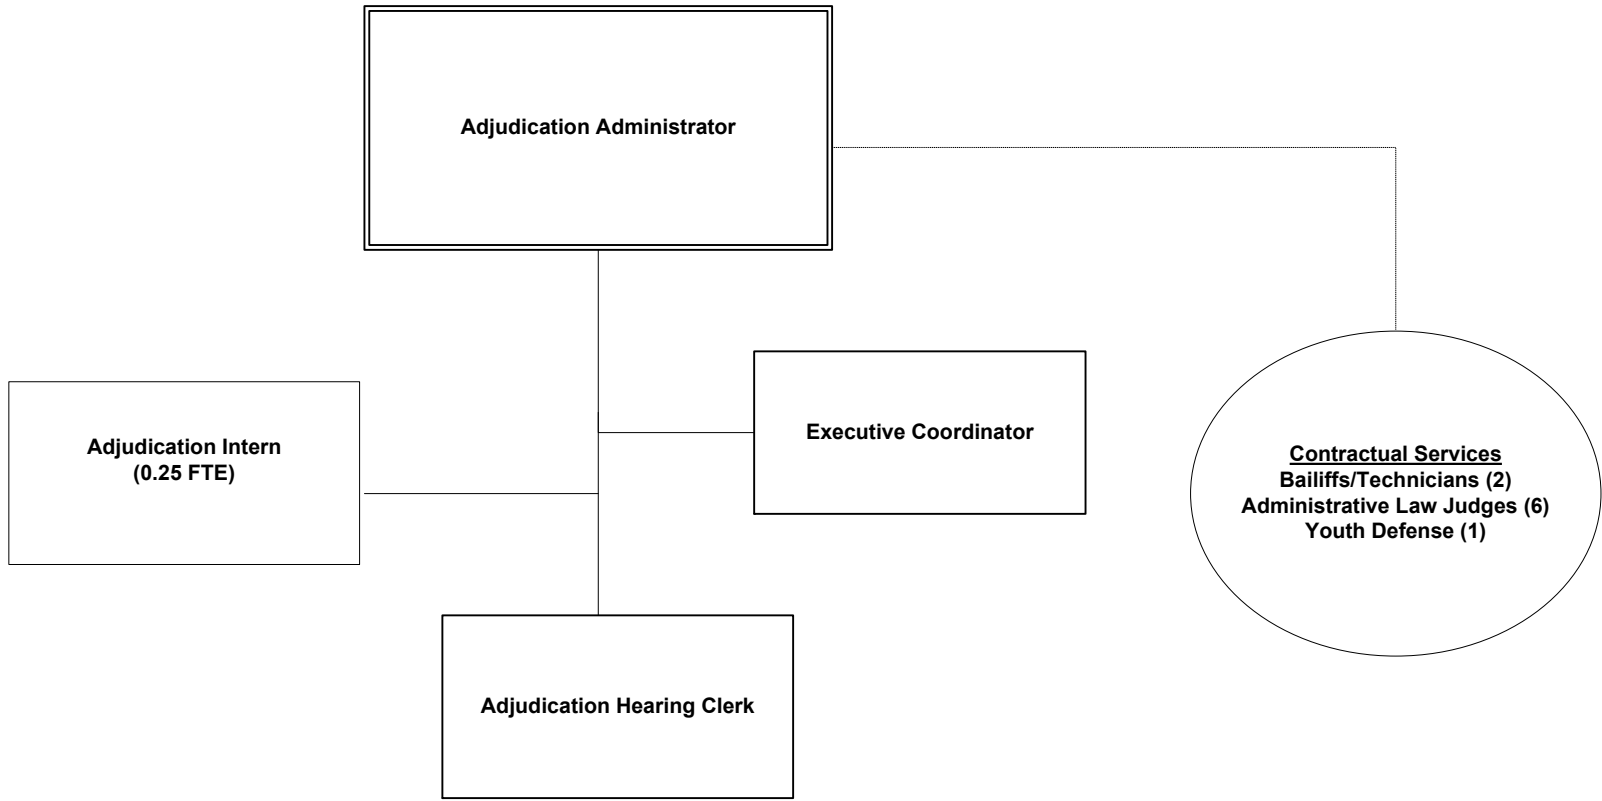 Adjudication Administrator
Executive Coordinator
Adjudication Intern
(0.25 FTE)
Contractual Services
Bailiffs/Technicians (2)
Administrative Law Judges (6)
Youth Defense (1)
Adjudication Hearing Clerk